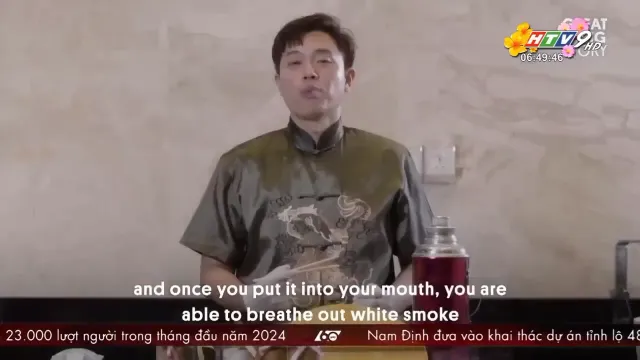 HTV9 HD
06:49:46
and once you put it into your mouth, you are
able to breathe out white smoke
23.000 lượt người trong tháng đầu năm 2024
60
Nam Định đưa vào khai thác dự án tỉnh lộ 48